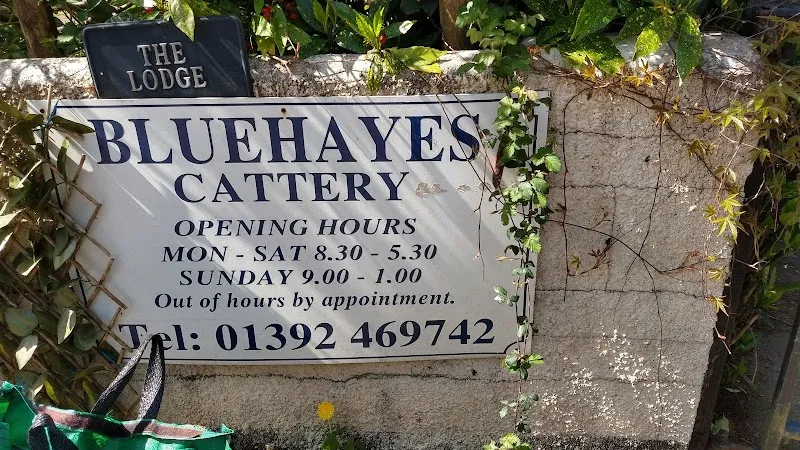 THE
LODGE
BLUEHAYES
CATTERY
OPENING HOURS
MON - SAT 8.30 - 5.30
SUNDAY 9.00 - 1.00
Out of hours by appointment.
Tel: 01392 469742